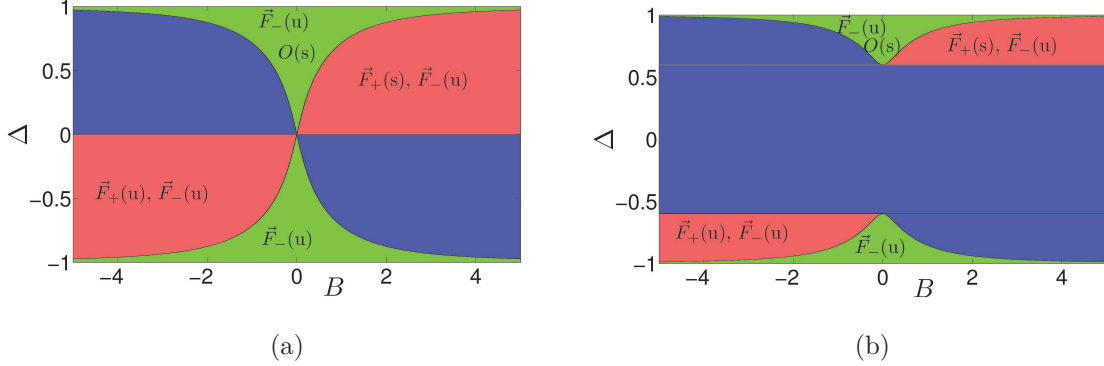 1
0.5
0
−0.5
−1
Δ
−4
−2
0
2
4
B
F⃗₋(u)
O(s)
F⃗₊(s), F⃗₋(u)
F⃗₊(u), F⃗₋(u)
F⃗₋(u)
(a)
1
0.5
0
−0.5
−1
Δ
−4
−2
0
2
4
B
F⃗₋(u)
O(s)
F⃗₊(s), F⃗₋(u)
F⃗₊(u), F⃗₋(u)
F⃗₋(u)
(b)